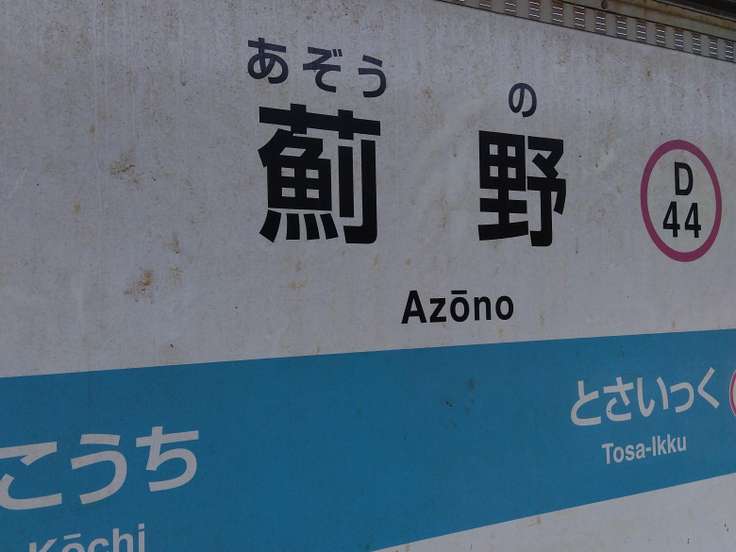 あぞう の
薊 野
D
44
Azōno
とさいっく
Tosa-Ikku
こうち
Kōchi